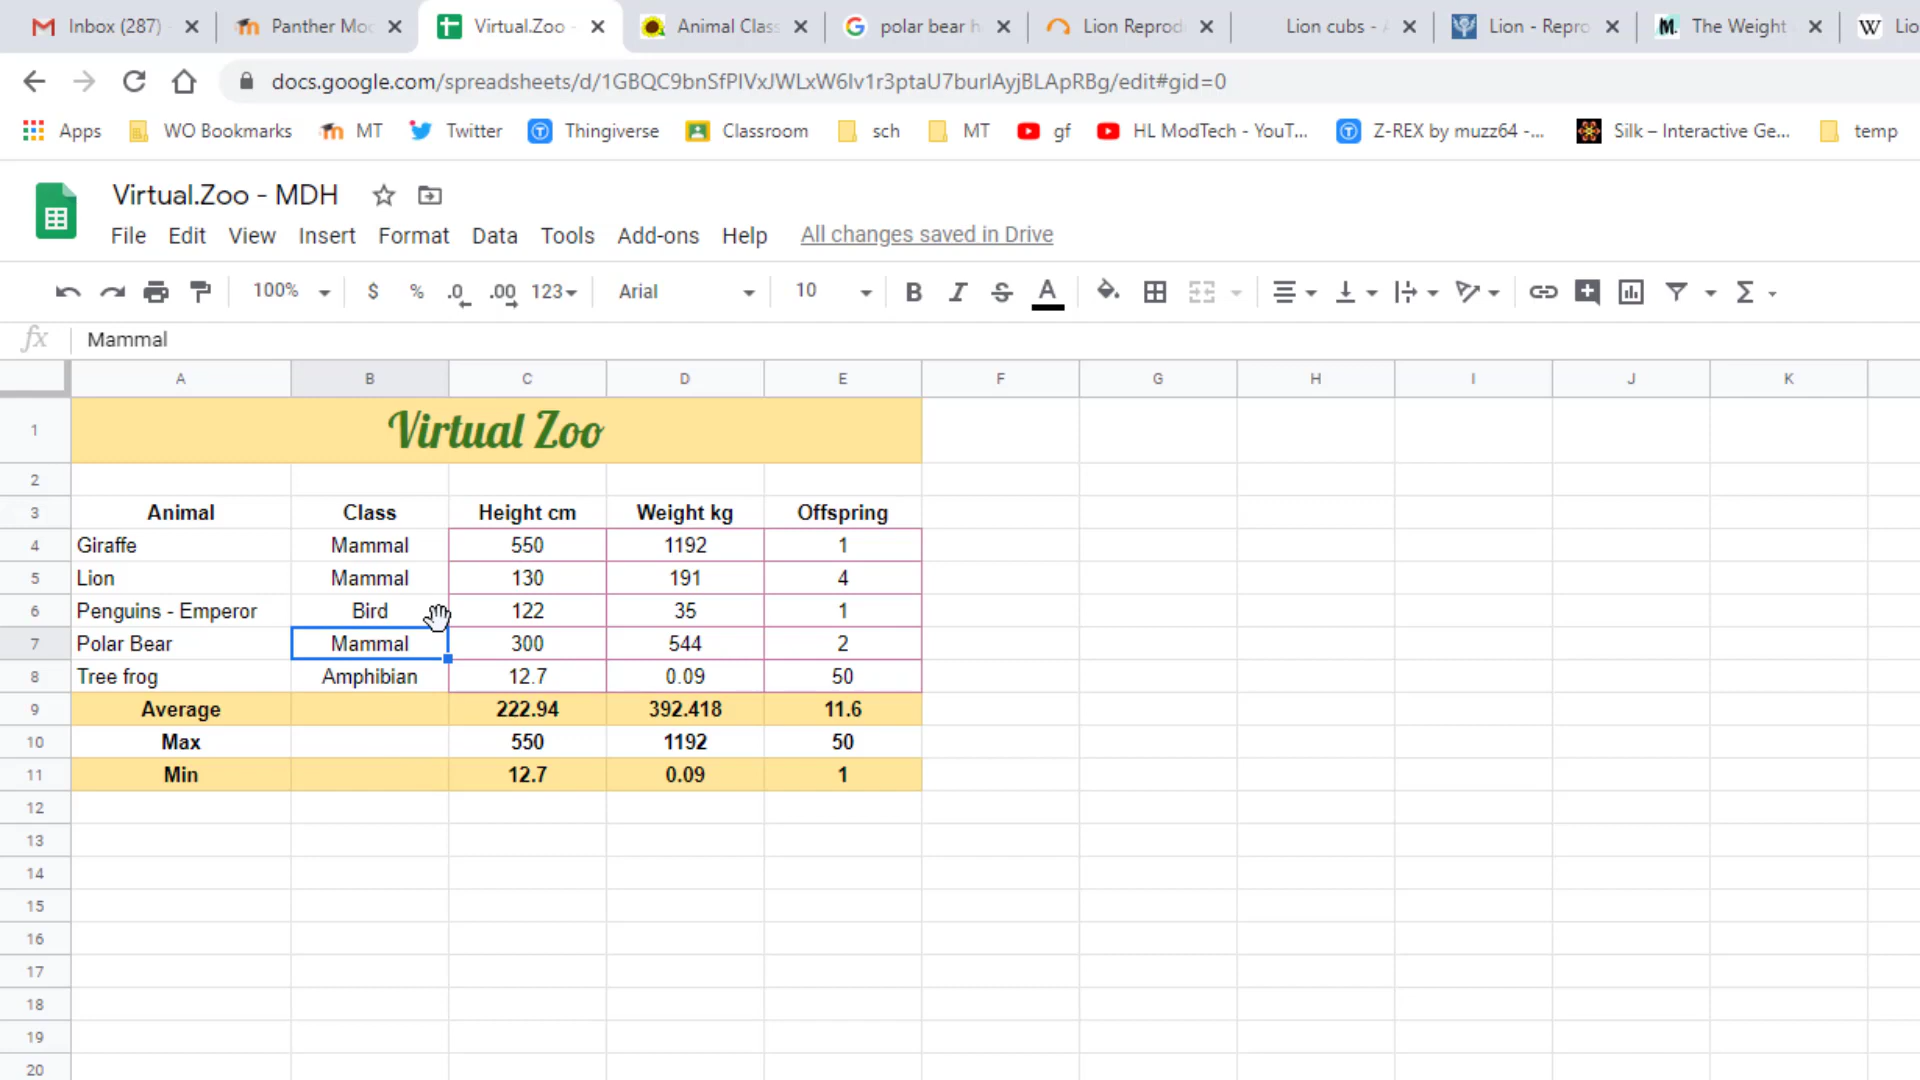 Inbox (287) Panther Moo Virtual.Zoo - Animal Class polar bear h Lion Reprod Lion cubs - Lion - Repro The Weight Lio
docs.google.com/spreadsheets/d/1GBQC9bnSfPIVxJWLxW6Iv1r3ptaU7burIAyjBLApRBg/edit#gid=0
Apps WO Bookmarks MT Twitter Thingiverse Classroom sch MT gf HL ModTech - YouT... Z-REX by muzz64 -... Silk – Interactive Ge... temp
Virtual.Zoo - MDH
File Edit View Insert Format Data Tools Add-ons Help All changes saved in Drive
100% $ % .0 .00 123 Arial 10 B I S A Σ
fx Mammal
A B C D E F G H I J K
1 Virtual Zoo
2
3 Animal Class Height cm Weight kg Offspring
4 Giraffe Mammal 550 1192 1
5 Lion Mammal 130 191 4
6 Penguins - Emperor Bird 122 35 1
7 Polar Bear Mammal 300 544 2
8 Tree frog Amphibian 12.7 0.09 50
9 Average 222.94 392.418 11.6
10 Max 550 1192 50
11 Min 12.7 0.09 1
12
13
14
15
16
17
18
19
20